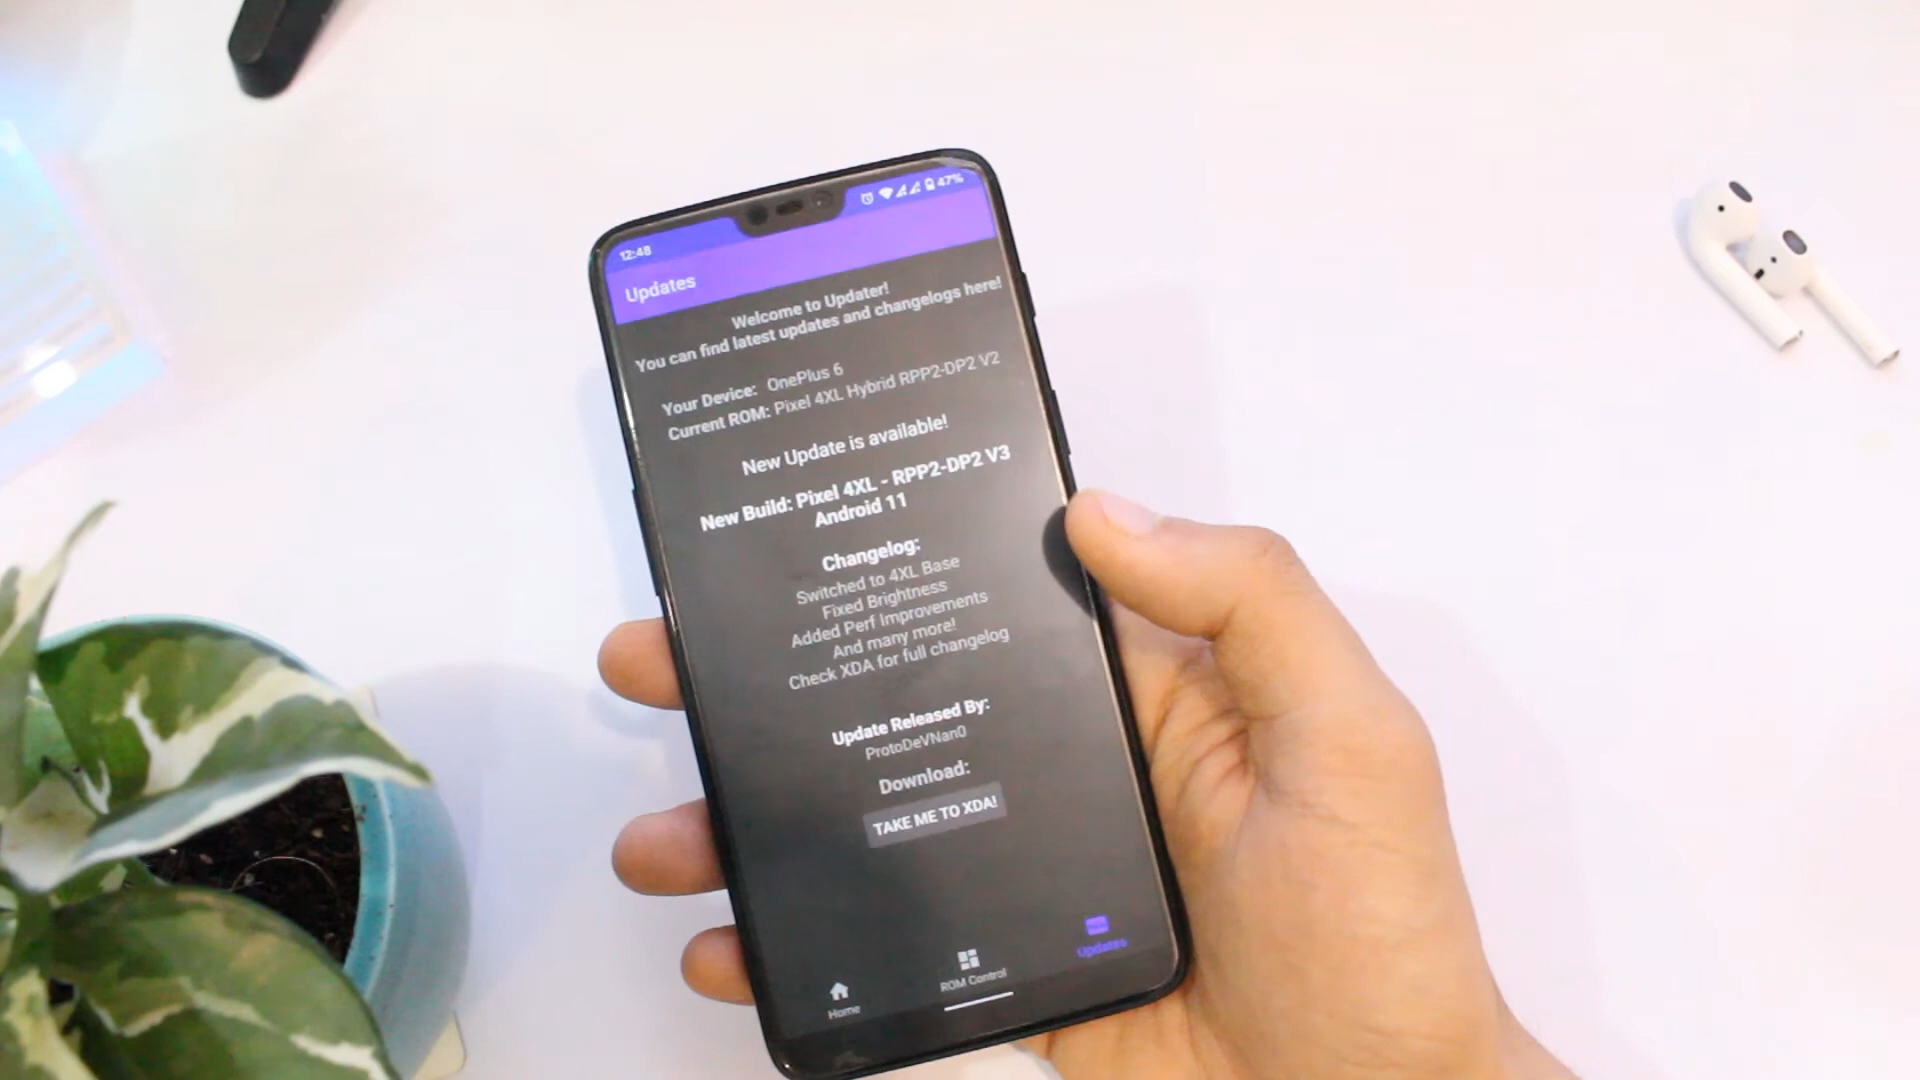 12:48
47%
Updates
Welcome to Updater!
You can find latest updates and changelogs here!
Your Device: OnePlus 6
Current ROM: Pixel 4XL Hybrid RPP2-DP2 V2
New Update is available!
New Build: Pixel 4XL - RPP2-DP2 V3
Android 11
Changelog:
Switched to 4XL Base
Fixed Brightness
Added Perf Improvements
And many more!
Check XDA for full changelog
Update Released By:
ProtoDeVNan0
Download:
TAKE ME TO XDA!
Home
ROM Control
Updates